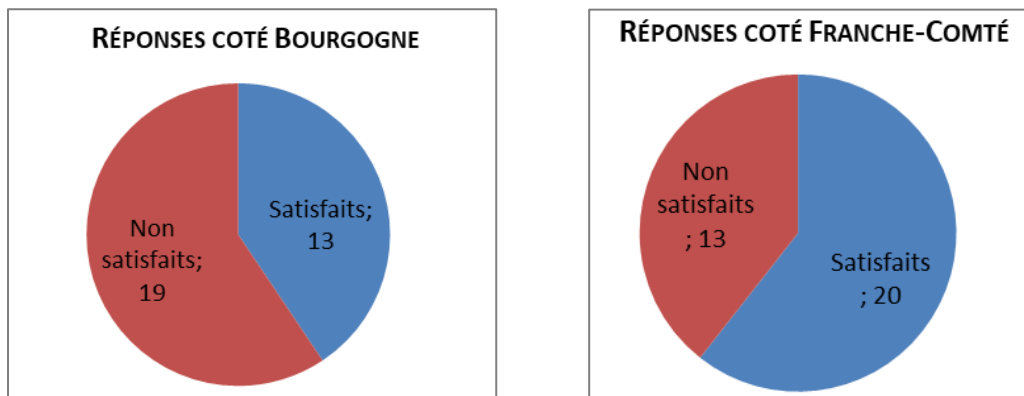 RÉPONSES COTÉ BOURGOGNE
Satisfaits;
13
Non
satisfaits;
19
RÉPONSES COTÉ FRANCHE-COMTÉ
Non
satisfaits
; 13
Satisfaits
; 20